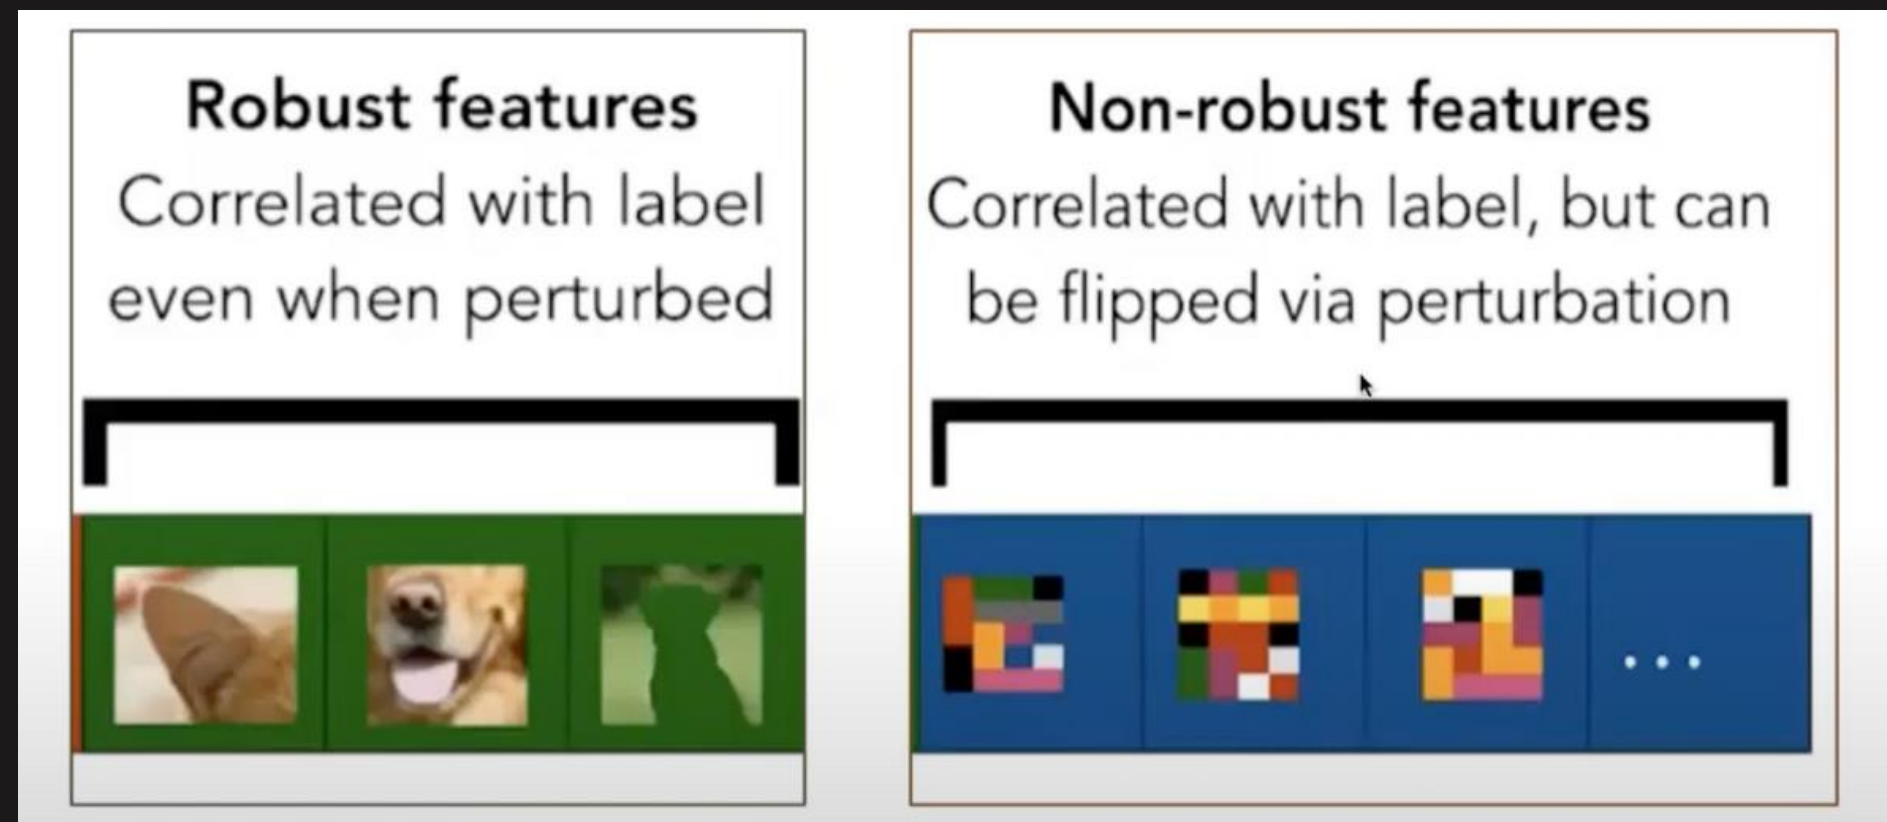 Robust features
Correlated with label
even when perturbed
Non-robust features
Correlated with label, but can
be flipped via perturbation
...